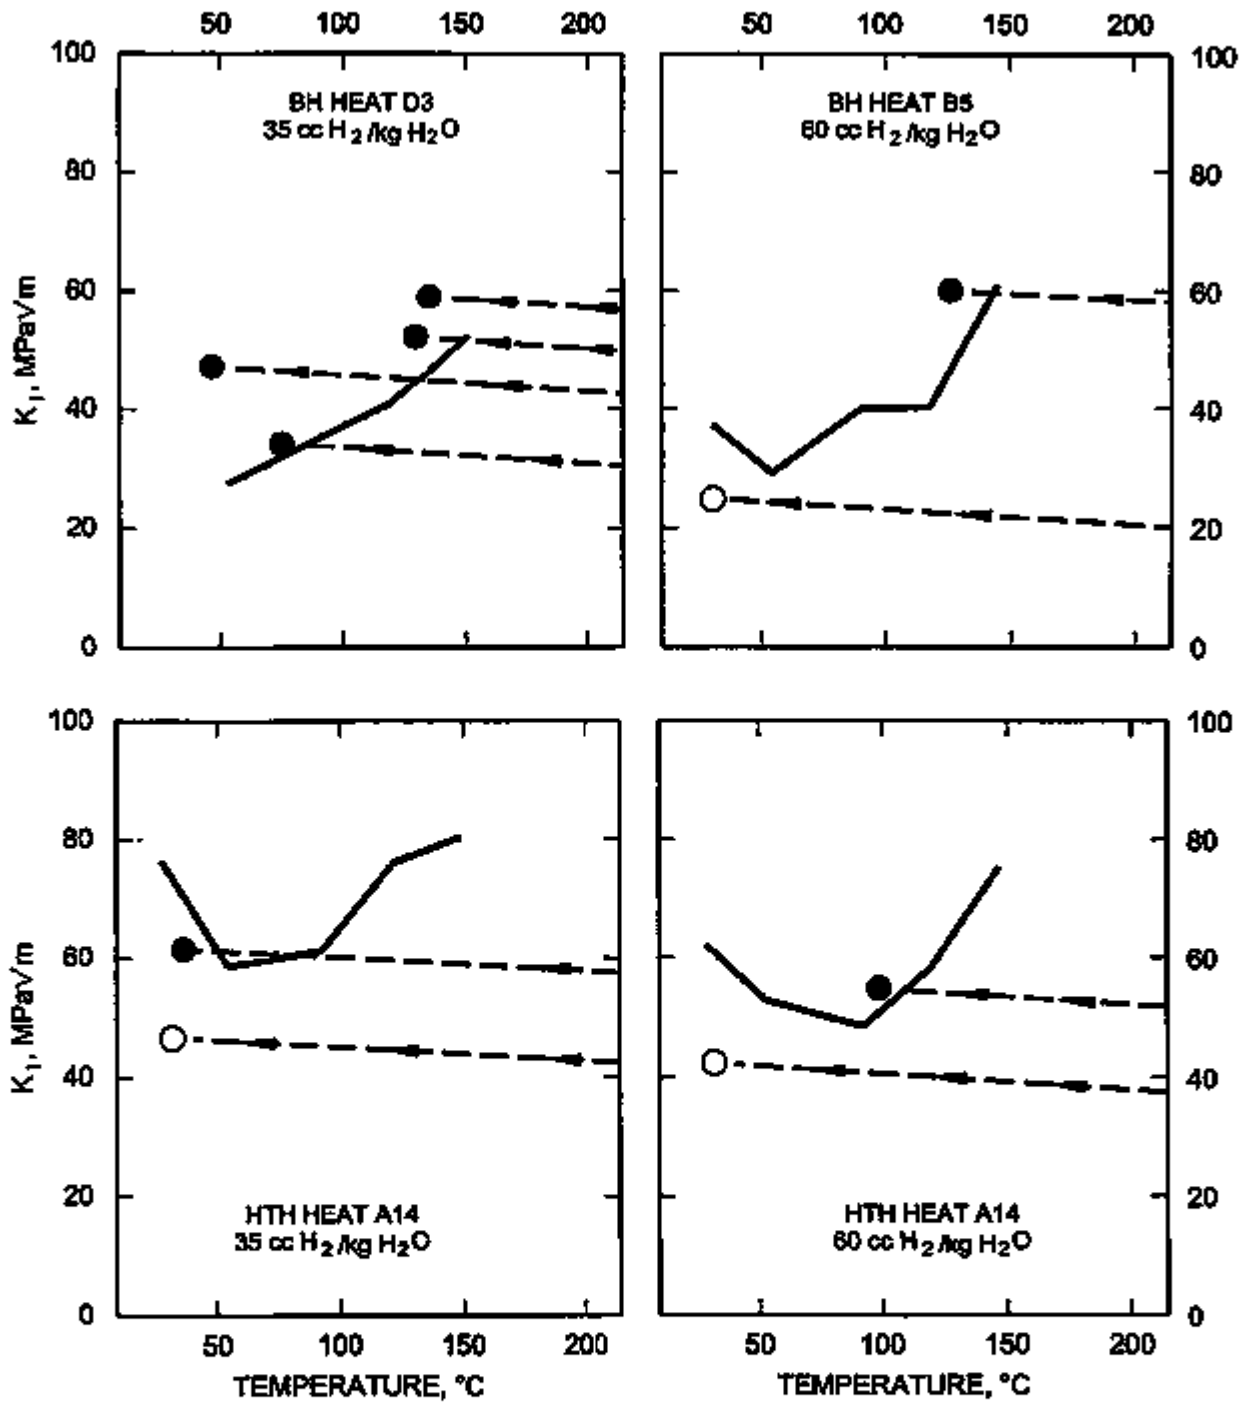 50 100 150 200 50 100 150 200
100 100
BH HEAT D3
35 cc H2/kg H2O
BH HEAT B5
60 cc H2/kg H2O
80 80
60 60
K_I, MPa√m
40 40
20 20
0 0
100 100
80 80
60 60
K_I, MPa√m
40 40
20 20
HTH HEAT A14
35 cc H2/kg H2O
HTH HEAT A14
60 cc H2/kg H2O
0 0
50 100 150 200 50 100 150 200
TEMPERATURE, °C TEMPERATURE, °C